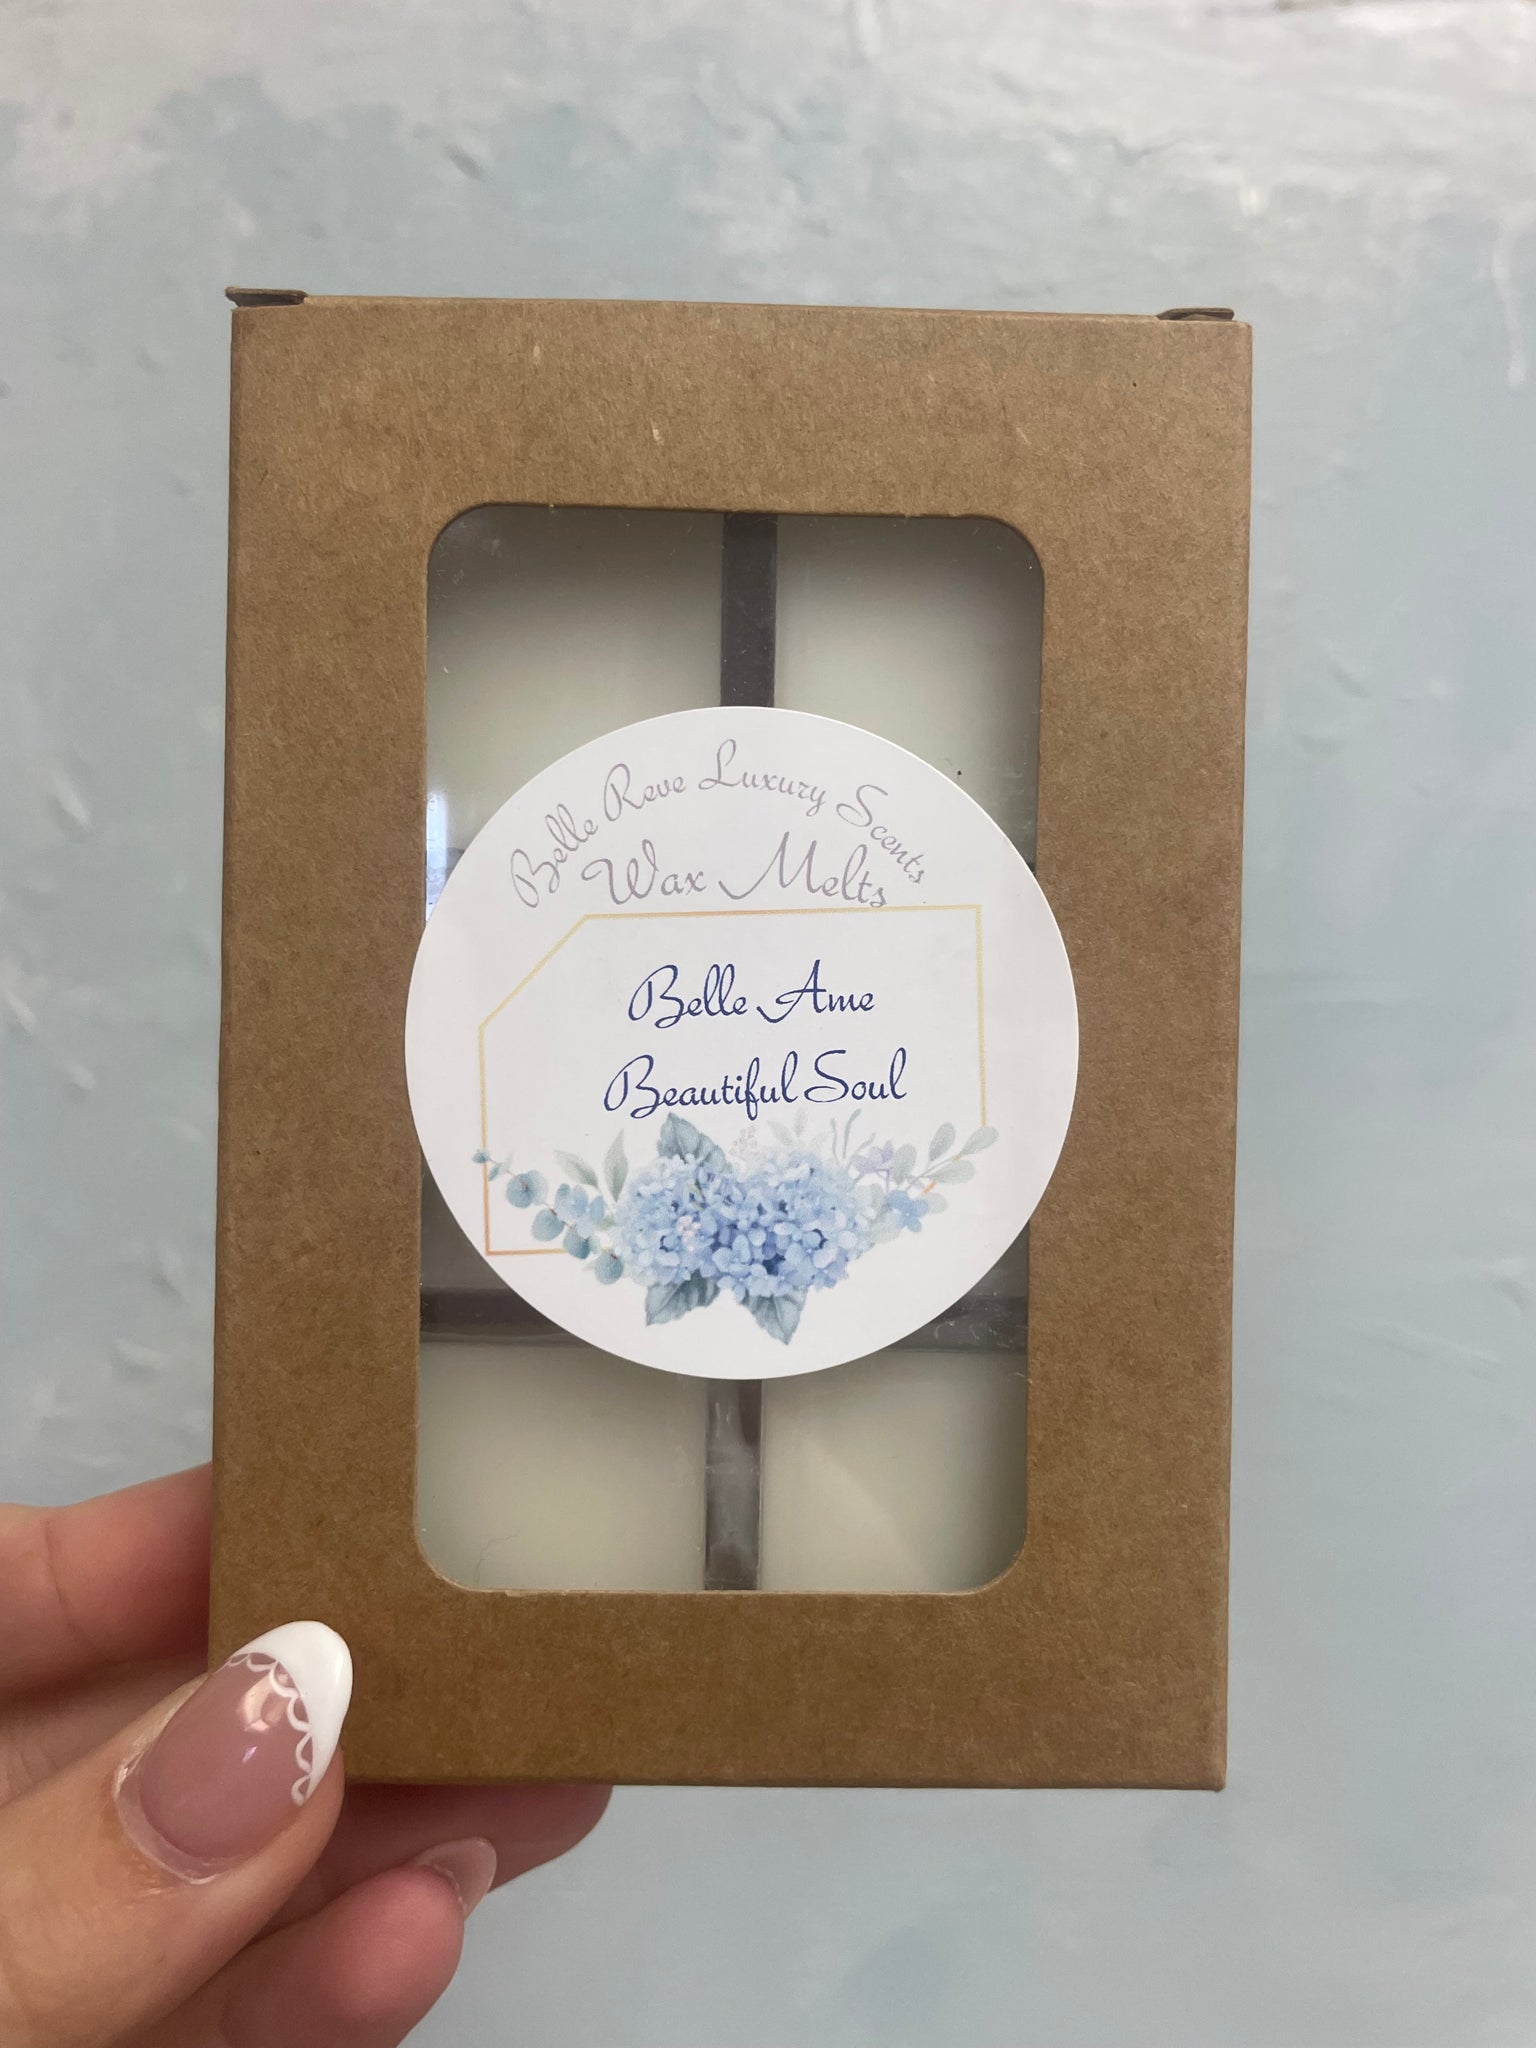 Belle Reve Luxury Scents
Wax Melts
Belle Ame
Beautiful Soul